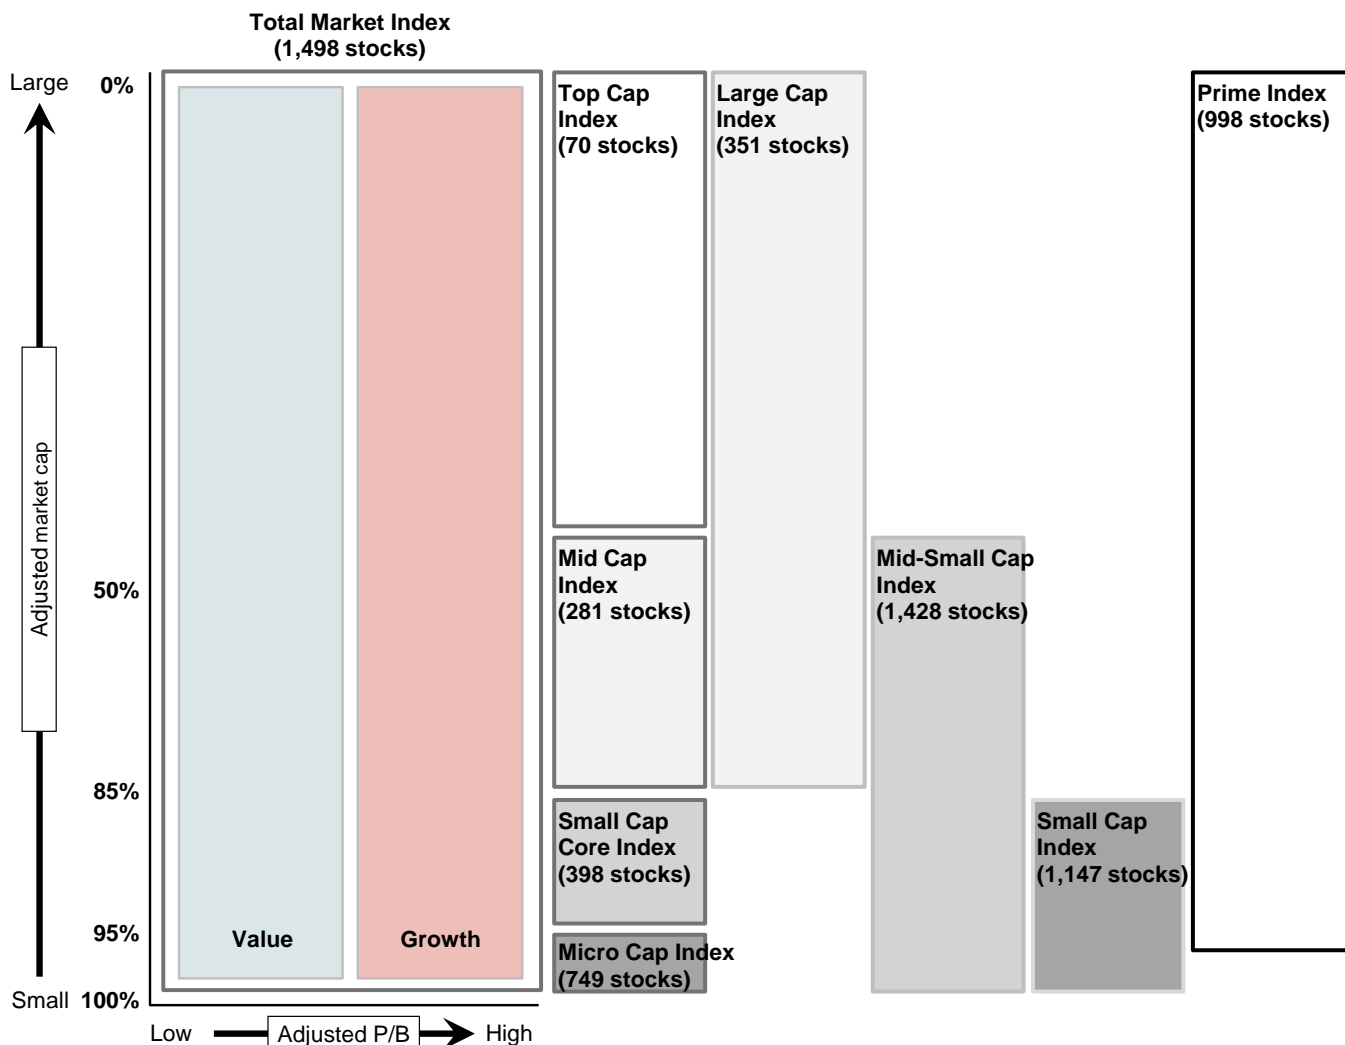 Total Market Index
(1,498 stocks)
Large
0%
Top Cap
Index
(70 stocks)
Large Cap
Index
(351 stocks)
Prime Index
(998 stocks)
Adjusted market cap
50%
Mid Cap
Index
(281 stocks)
Mid-Small Cap
Index
(1,428 stocks)
85%
Small Cap
Core Index
(398 stocks)
Small Cap
Index
(1,147 stocks)
95%
Value
Growth
Micro Cap Index
(749 stocks)
Small
100%
Low
Adjusted P/B
High